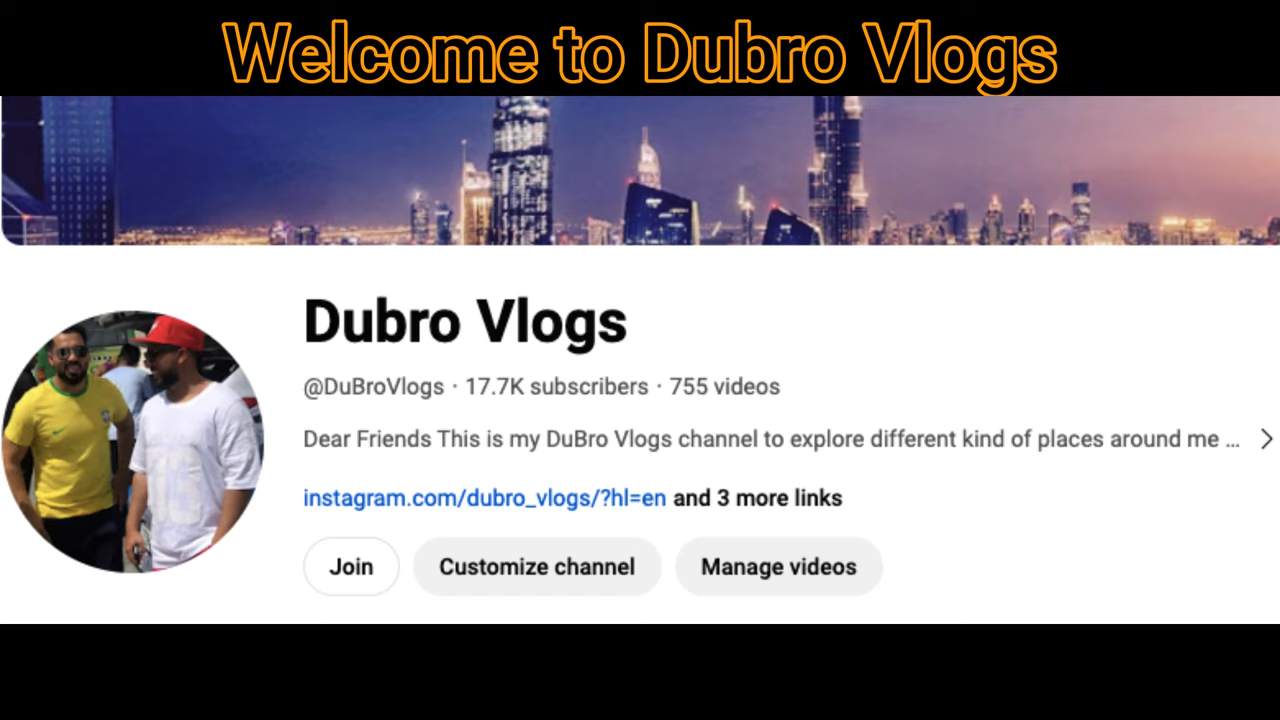 Welcome to Dubro Vlogs
Dubro Vlogs
@DuBroVlogs · 17.7K subscribers · 755 videos
Dear Friends This is my DuBro Vlogs channel to explore different kind of places around me ...
instagram.com/dubro_vlogs/?hl=en and 3 more links
Join Customize channel Manage videos